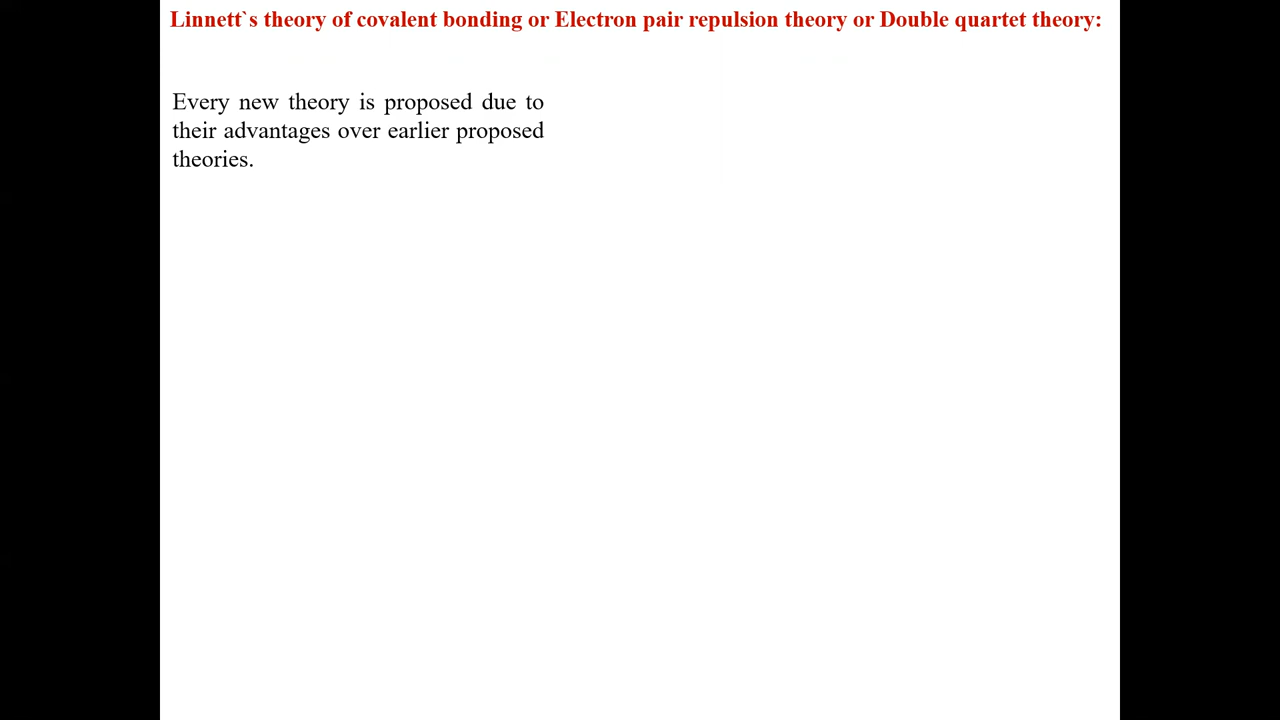 Linnett`s theory of covalent bonding or Electron pair repulsion theory or Double quartet theory:
Every new theory is proposed due to
their advantages over earlier proposed
theories.